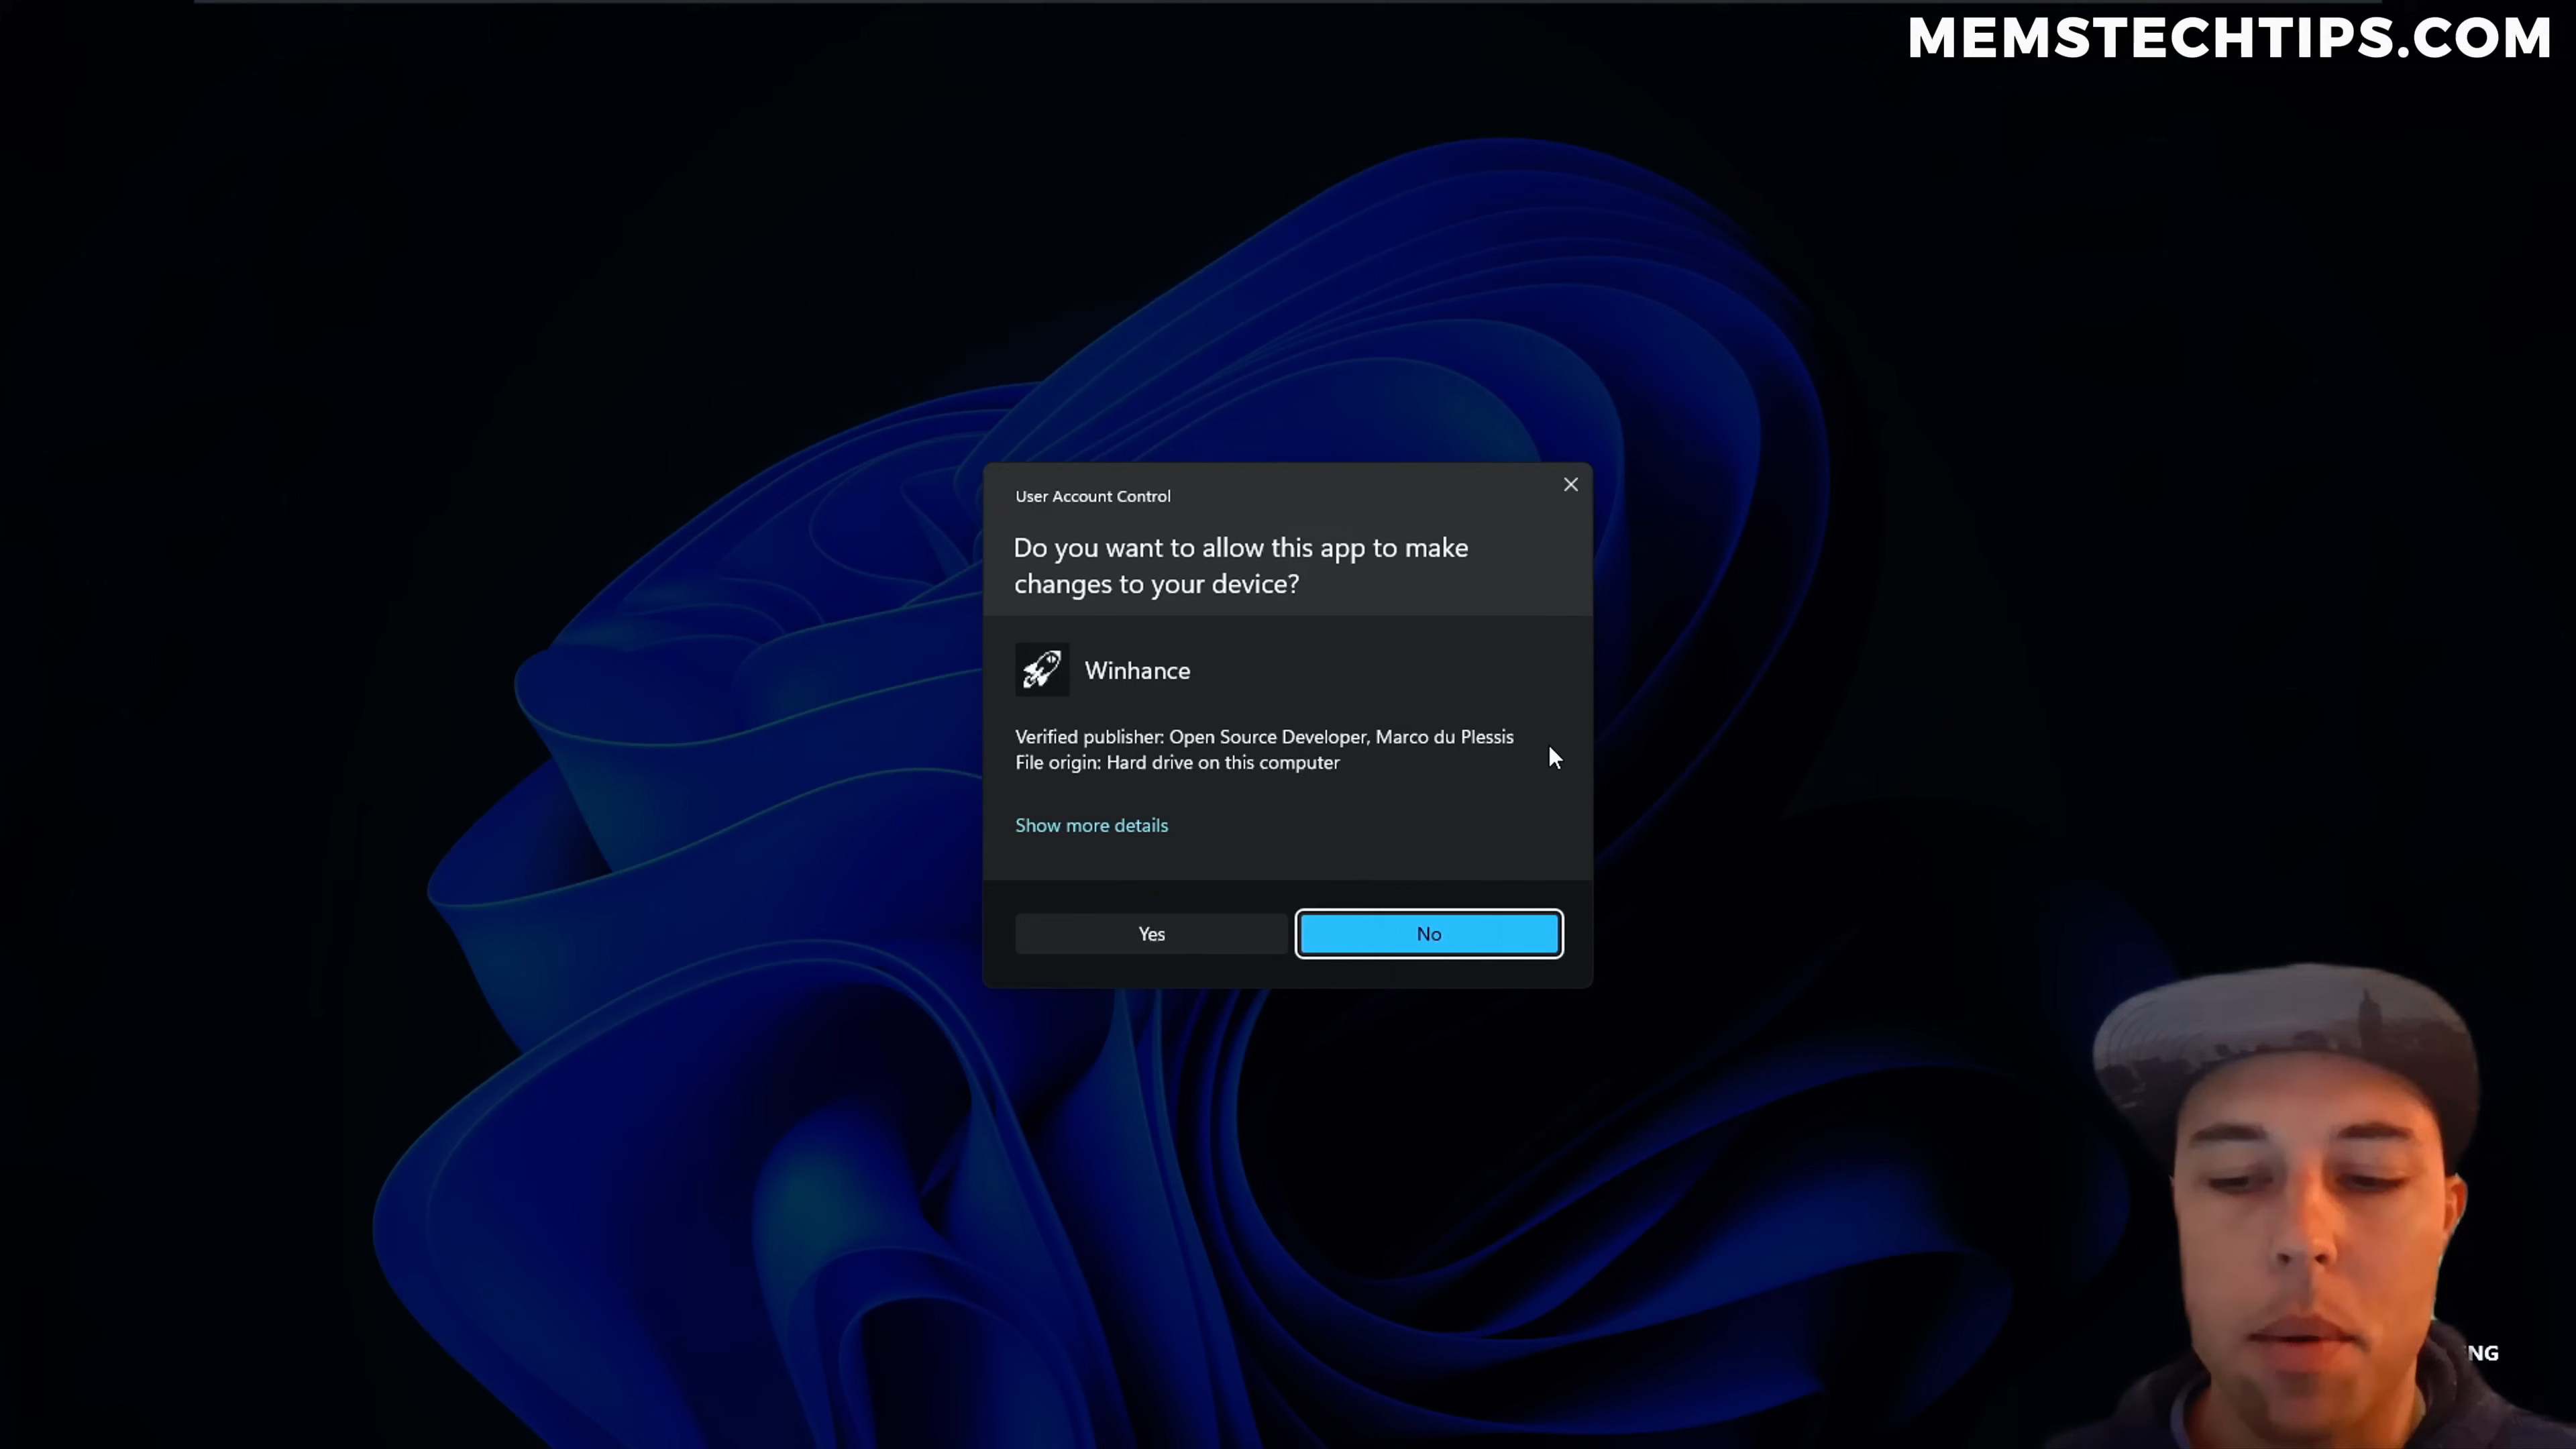 MEMSTECHTIPS.COM
User Account Control
Do you want to allow this app to make
changes to your device?
Winhance
Verified publisher: Open Source Developer, Marco du Plessis
File origin: Hard drive on this computer
Show more details
Yes
No
NG